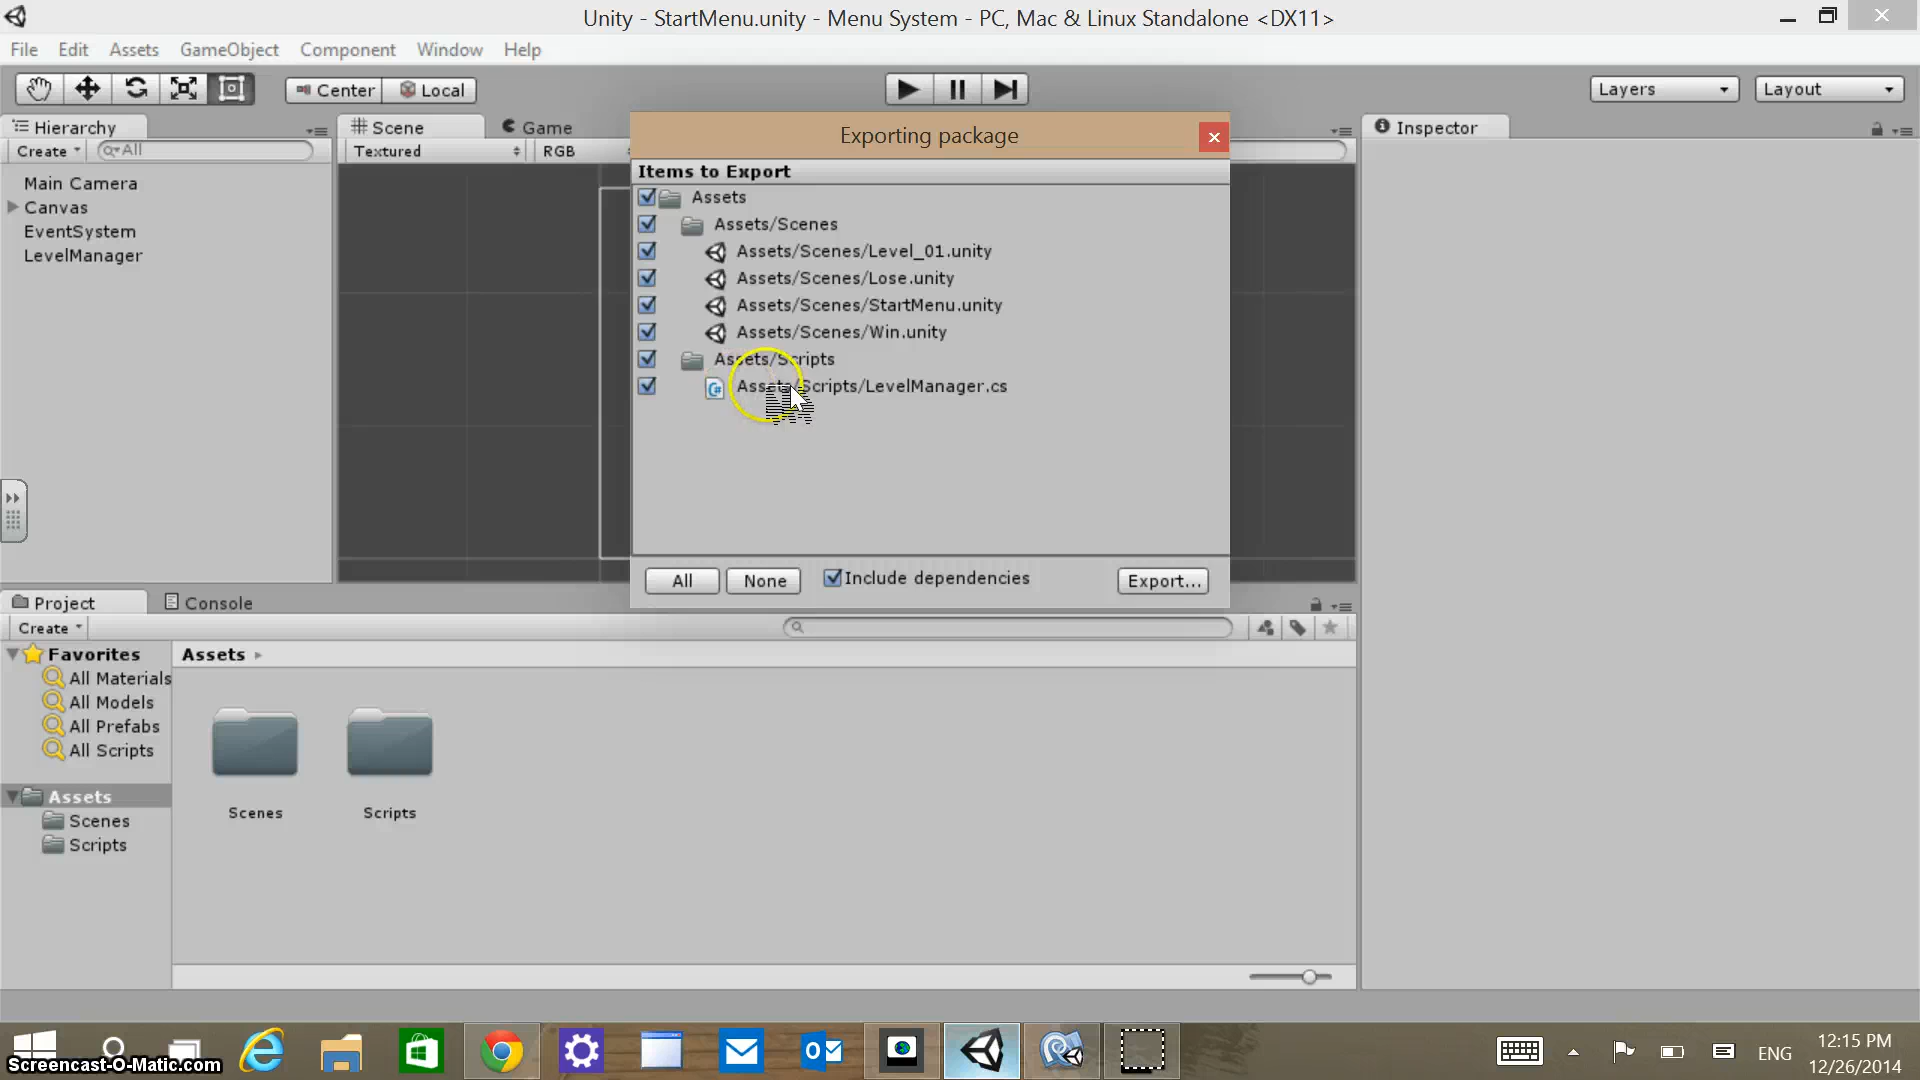 Unity - StartMenu.unity - Menu System - PC, Mac & Linux Standalone <DX11>
File Edit Assets GameObject Component Window Help
Center Local Layers Layout
Hierarchy
Create All
Main Camera
Canvas
EventSystem
LevelManager
Scene Game
Textured RGB
Exporting package
Items to Export
Assets
Assets/Scenes
Assets/Scenes/Level_01.unity
Assets/Scenes/Lose.unity
Assets/Scenes/StartMenu.unity
Assets/Scenes/Win.unity
Assets/Scripts
Assets/Scripts/LevelManager.cs
All None Include dependencies Export...
Inspector
Project Console
Create
Favorites
All Materials
All Models
All Prefabs
All Scripts
Assets
Scenes
Scripts
Assets
Scenes Scripts
Screencast-O-Matic.com
ENG
12:15 PM
12/26/2014